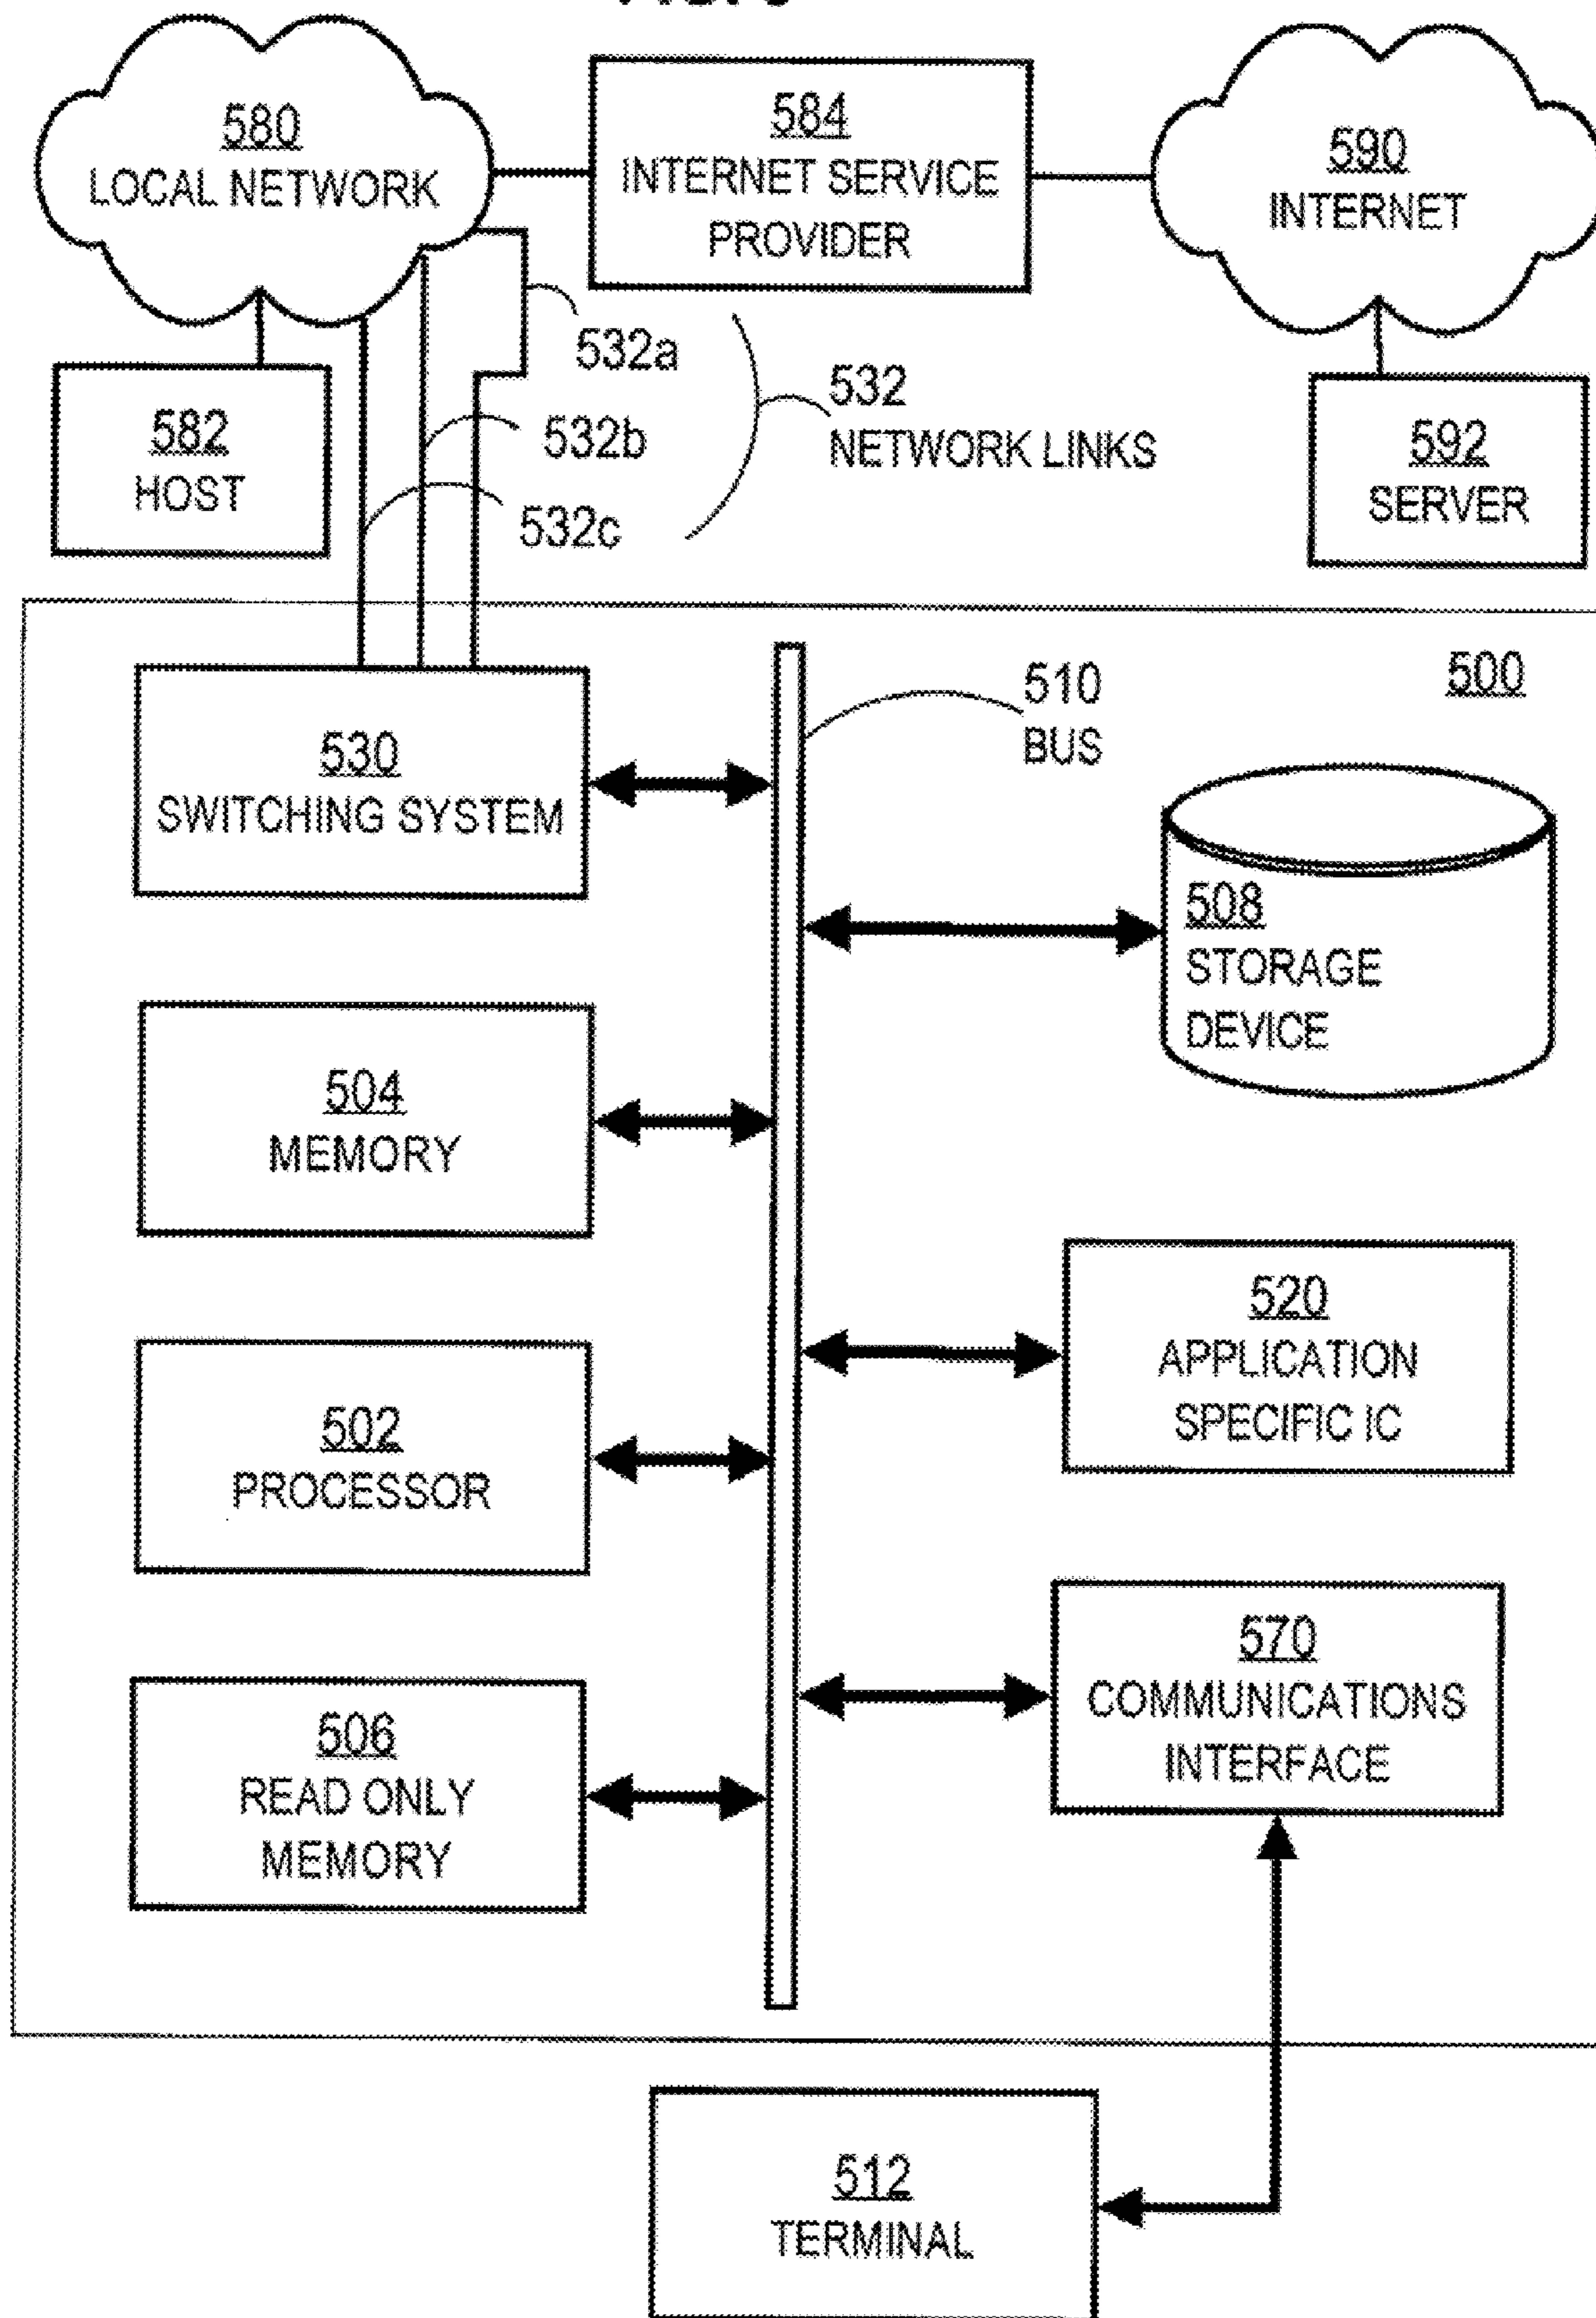 580
LOCAL NETWORK
584
INTERNET SERVICE
PROVIDER
590
INTERNET
532a
532
NETWORK LINKS
582
HOST
532b
532c
592
SERVER
500
510
BUS
530
SWITCHING SYSTEM
508
STORAGE
DEVICE
504
MEMORY
520
APPLICATION
SPECIFIC IC
502
PROCESSOR
570
COMMUNICATIONS
INTERFACE
506
READ ONLY
MEMORY
512
TERMINAL